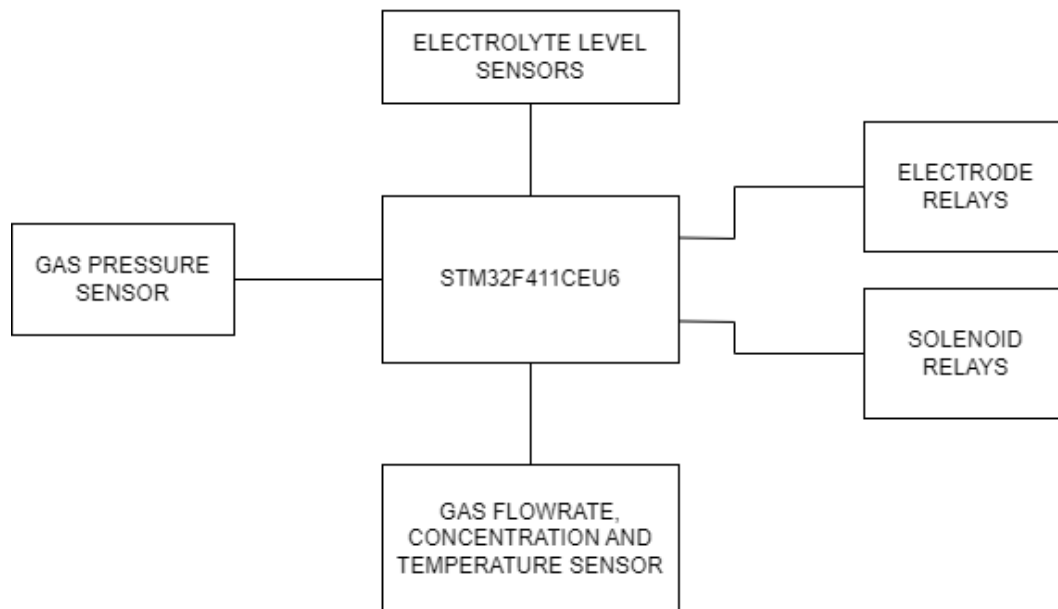 ELECTROLYTE LEVEL
SENSORS
ELECTRODE
RELAYS
GAS PRESSURE
SENSOR
STM32F411CEU6
SOLENOID
RELAYS
GAS FLOWRATE,
CONCENTRATION AND
TEMPERATURE SENSOR